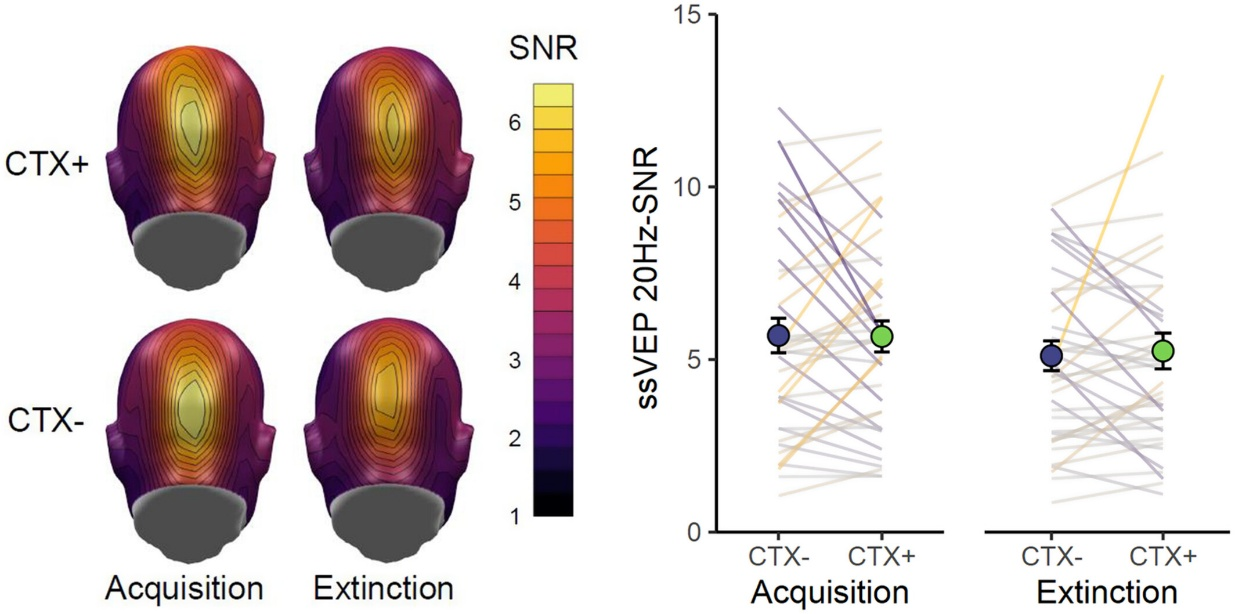 SNR
CTX+
CTX-
6
5
4
3
2
1
Acquisition
Extinction
ssVEP 20Hz-SNR
15
10
5
0
CTX-
CTX+
CTX-
CTX+
Acquisition
Extinction